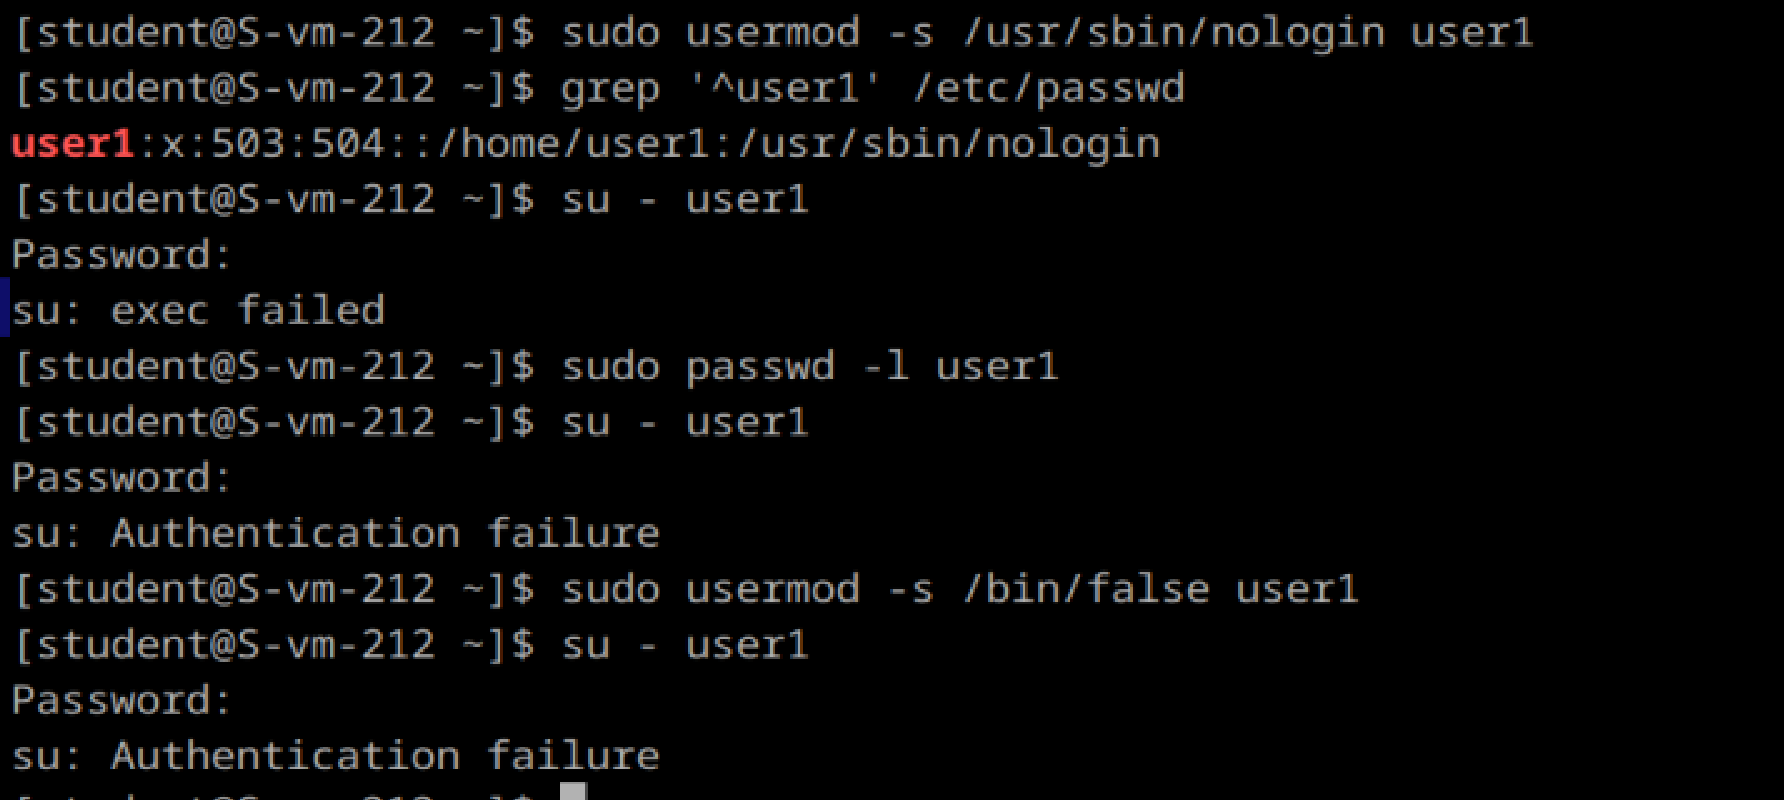 [student@S-vm-212 ~]$ sudo usermod -s /usr/sbin/nologin user1
[student@S-vm-212 ~]$ grep '^user1' /etc/passwd
user1:x:503:504::/home/user1:/usr/sbin/nologin
[student@S-vm-212 ~]$ su - user1
Password:
su: exec failed
[student@S-vm-212 ~]$ sudo passwd -l user1
[student@S-vm-212 ~]$ su - user1
Password:
su: Authentication failure
[student@S-vm-212 ~]$ sudo usermod -s /bin/false user1
[student@S-vm-212 ~]$ su - user1
Password:
su: Authentication failure